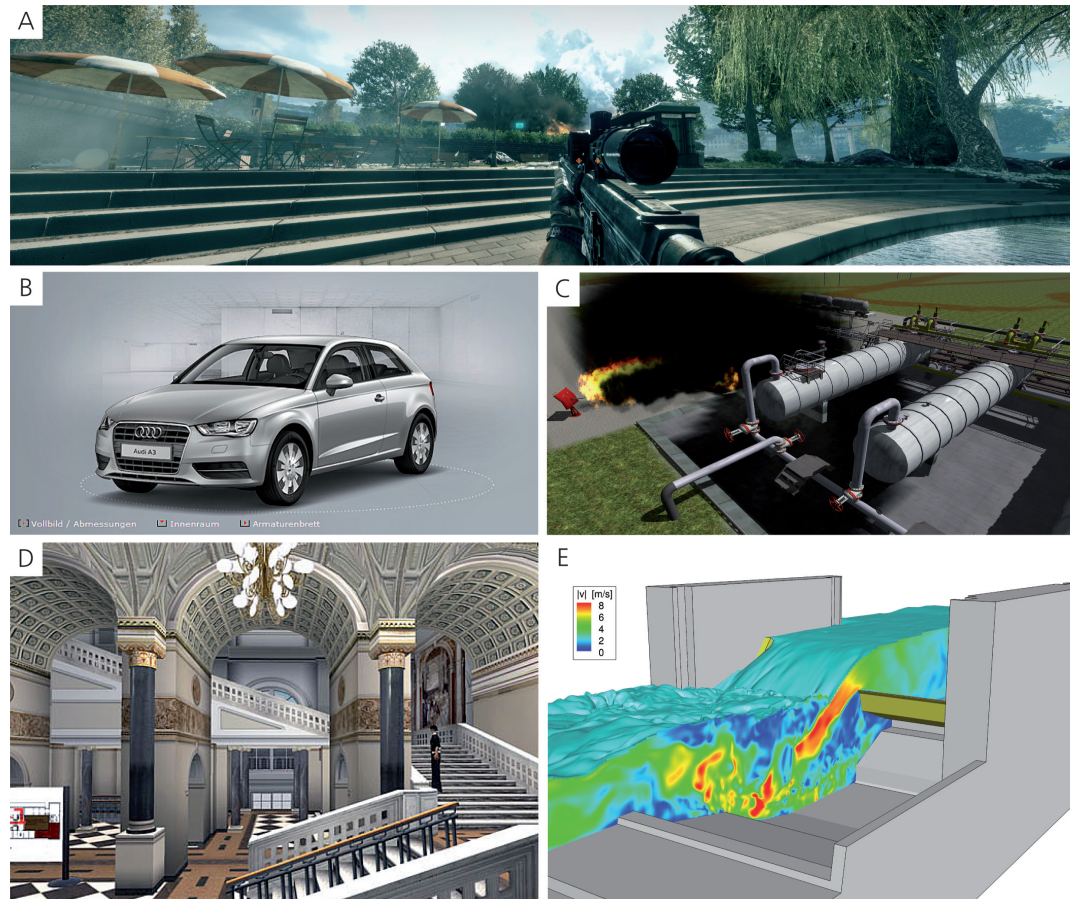 A
B
Audi A3
Vollbild / Abmessungen
Innenraum
Armaturenbrett
C
D
E
|v| [m/s]
8
6
4
2
0